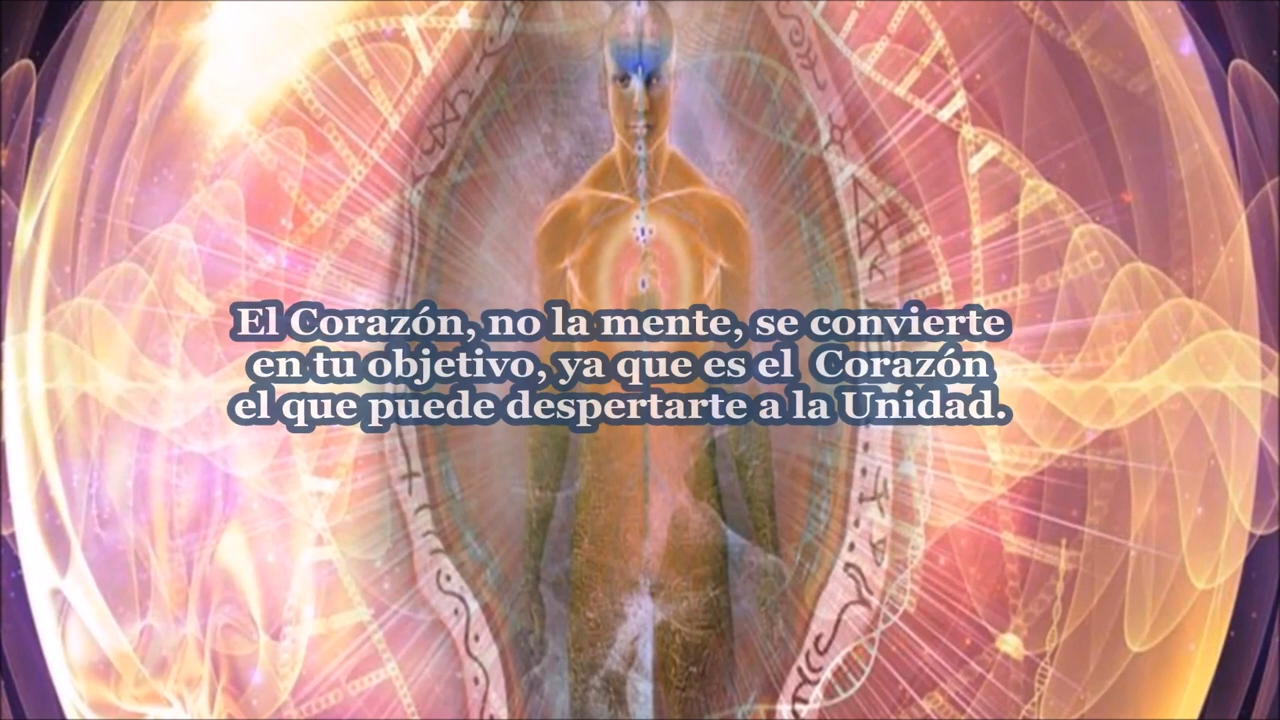 El Corazón, no la mente, se convierte
en tu objetivo, ya que es el Corazón
el que puede despertarte a la Unidad.